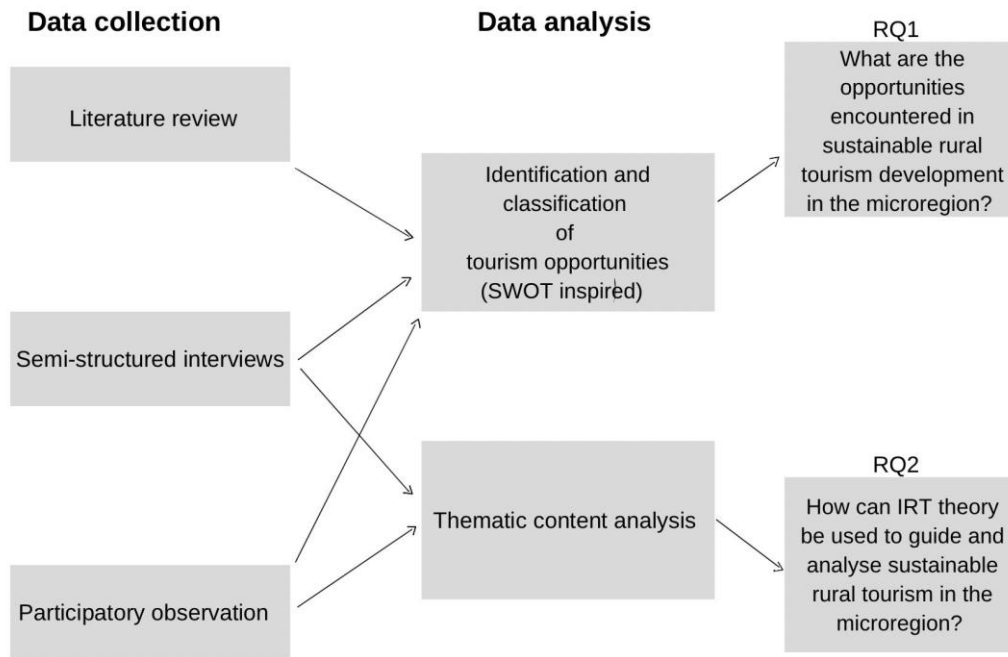 Data collection
Literature review
Semi-structured interviews
Participatory observation
Data analysis
Identification and
classification
of
tourism opportunities
(SWOT inspired)
Thematic content analysis
RQ1
What are the
opportunities
encountered in
sustainable rural
tourism development
in the microregion?
RQ2
How can IRT theory
be used to guide and
analyse sustainable
rural tourism in the
microregion?